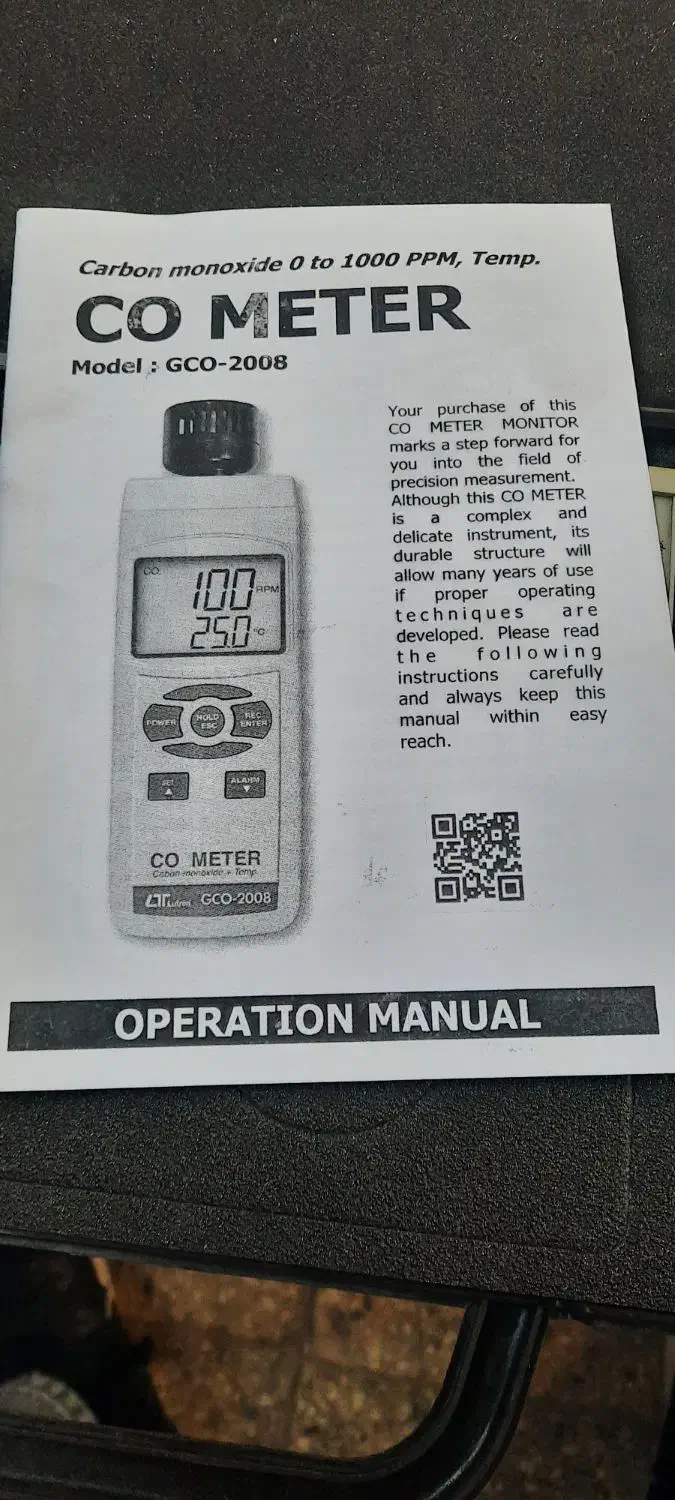 Carbon monoxide 0 to 1000 PPM, Temp.
CO METER
Model : GCO-2008
Your purchase of this
CO METER MONITOR
marks a step forward for
you into the field of
precision measurement.
Although this CO METER
is a complex and
delicate instrument, its
durable structure will
allow many years of use
if proper operating
techniques are
developed. Please read
the following
instructions carefully
and always keep this
manual within easy
reach.
CO
100 RPM
25.0 °C
POWER
HOLD
ESC
REC
ENTER
SET
ALARM
CO METER
Cabon monoxide + Temp.
Lutron GCO-2008
OPERATION MANUAL